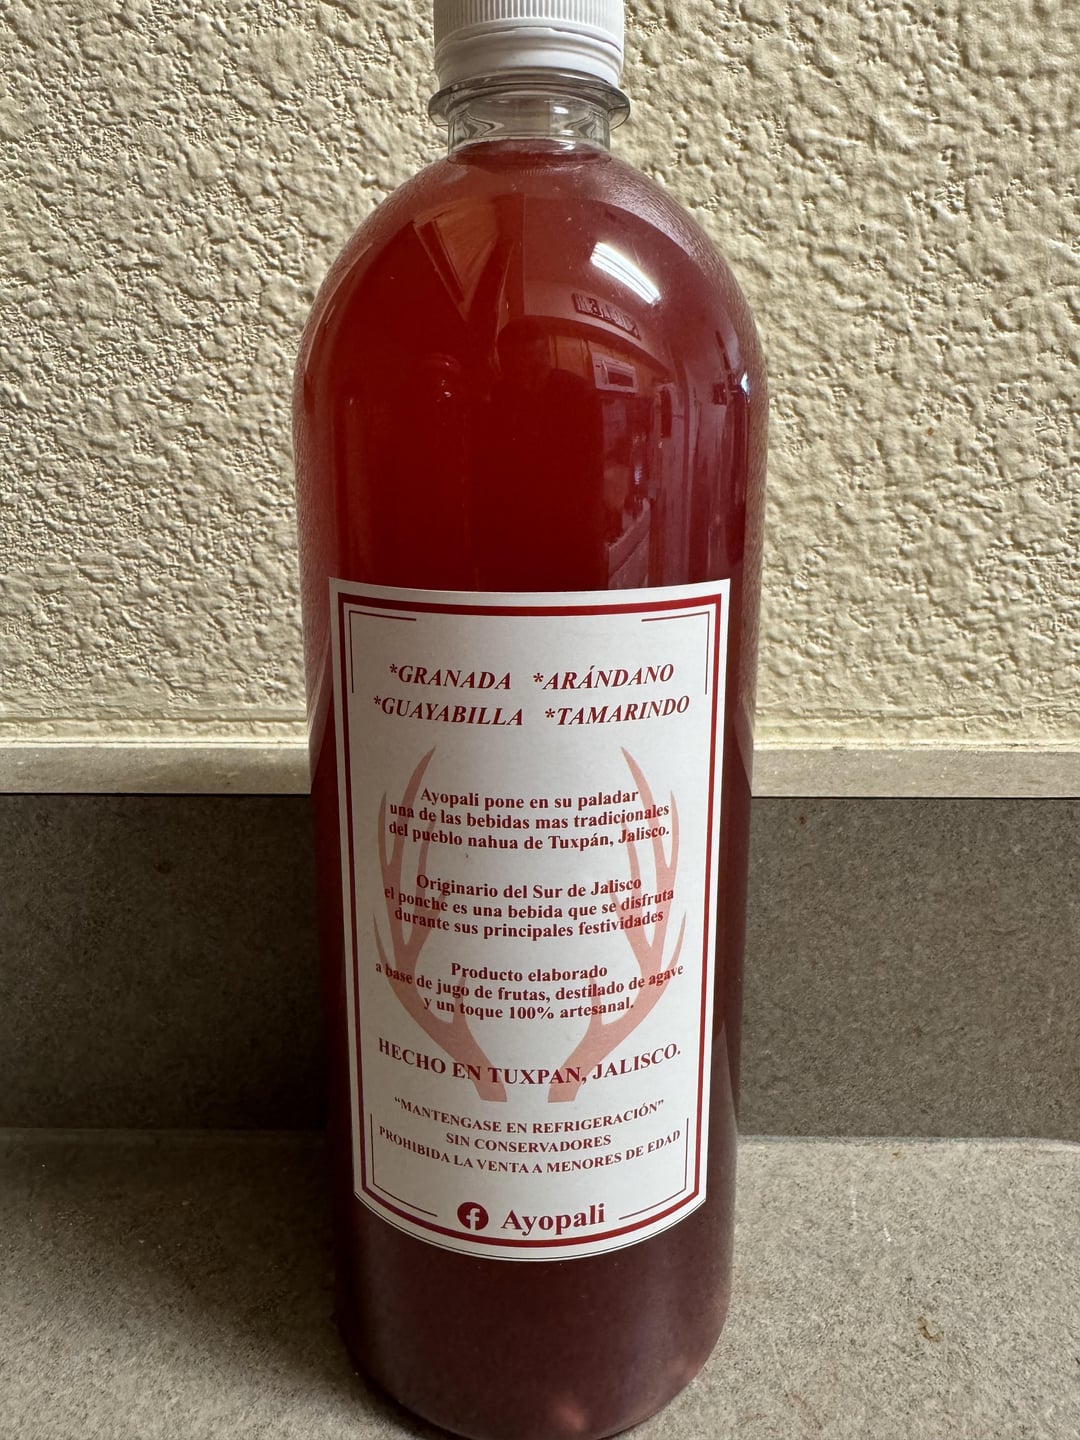 *GRANADA *ARÁNDANO
*GUAYABILLA *TAMARINDO
Ayopali pone en su paladar
una de las bebidas mas tradicionales
del pueblo nahua de Tuxpán, Jalisco.
Originario del Sur de Jalisco
el ponche es una bebida que se disfruta
durante sus principales festividades
Producto elaborado
a base de jugo de frutas, destilado de agave
y un toque 100% artesanal.
HECHO EN TUXPAN, JALISCO.
“MANTENGASE EN REFRIGERACIÓN”
SIN CONSERVADORES
PROHIBIDA LA VENTA A MENORES DE EDAD
f Ayopali